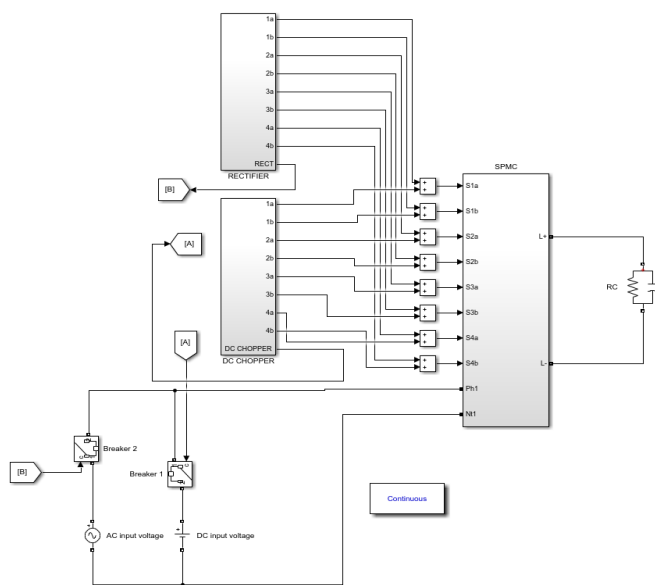 1a
1b
2a
2b
3a
3b
4a
4b
RECT
RECTIFIER
[B]
1a
1b
2a
2b
3a
3b
4a
4b
DC CHOPPER
DC CHOPPER
[A]
[A]
SPMC
S1a
S1b
S2a
S2b
S3a
S3b
S4a
S4b
Ph1
Nt1
L+
L-
RC
Breaker 2
[B]
Breaker 1
AC input voltage
DC input voltage
Continuous